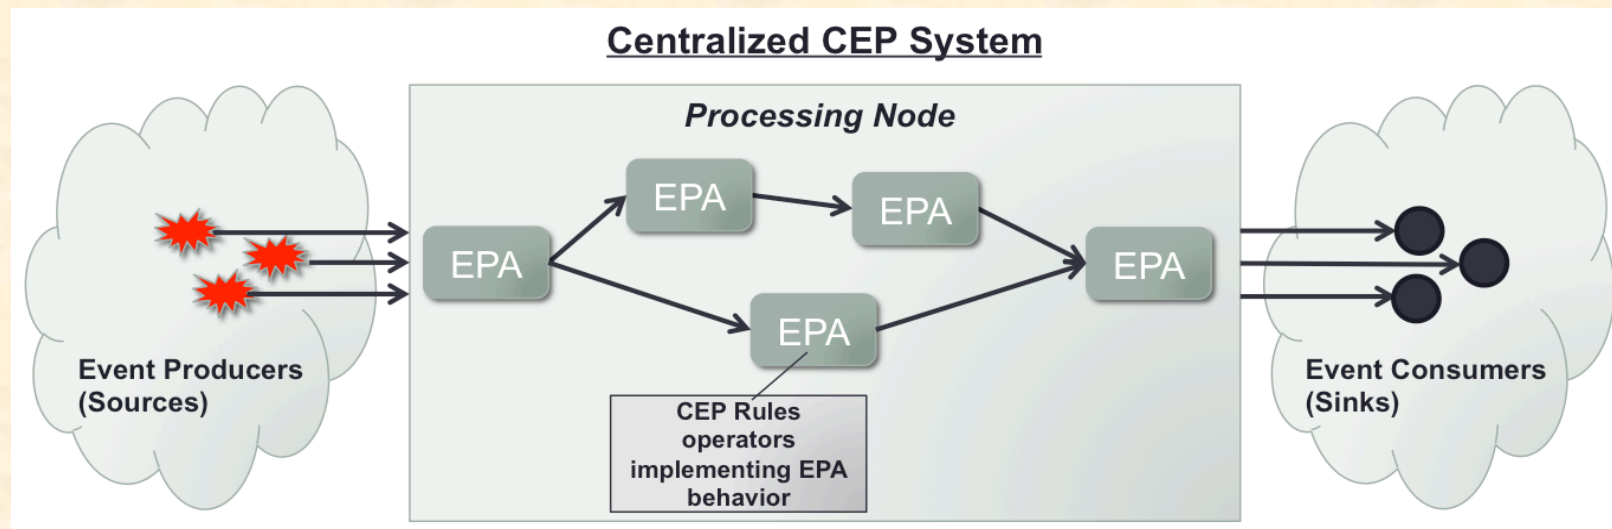 Centralized CEP System
Processing Node
EPA
EPA
EPA
EPA
EPA
Event Producers
(Sources)
CEP Rules
operators
implementing EPA
behavior
Event Consumers
(Sinks)